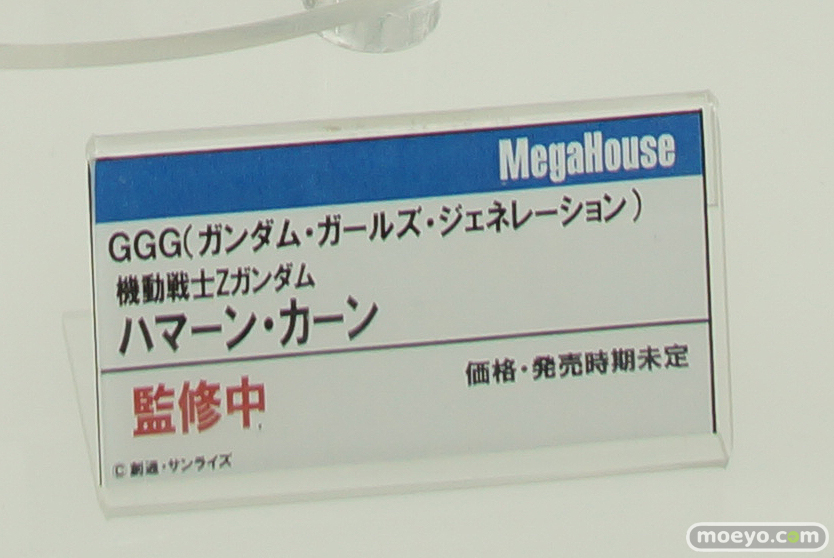 MegaHouse
GGG(ガンダム・ガールズ・ジェネレーション)
機動戦士Zガンダム
ハマーン・カーン
価格・発売時期未定
監修中
© 創通・サンライズ
moeyo.com